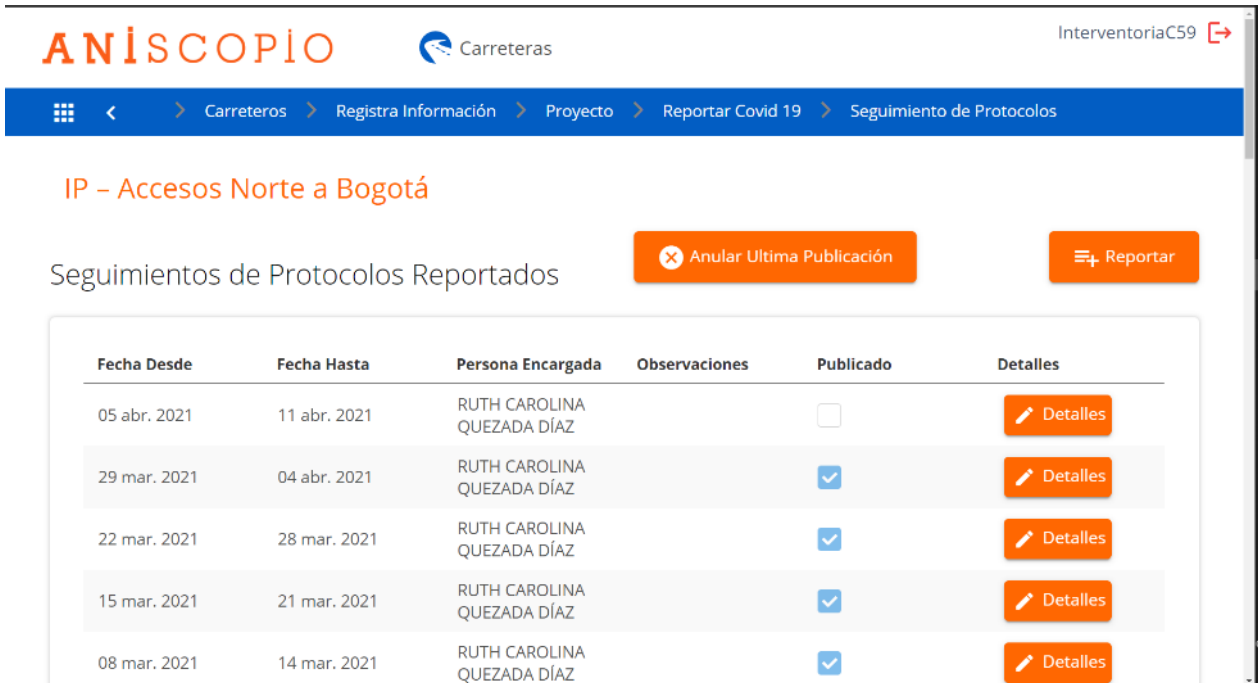 ANİSCOPİO
Carreteras
InterventoriaC59
Carreteros > Registra Información > Proyecto > Reportar Covid 19 > Seguimiento de Protocolos
IP – Accesos Norte a Bogotá
Seguimientos de Protocolos Reportados
Anular Ultima Publicación
Reportar
Fecha Desde Fecha Hasta Persona Encargada Observaciones Publicado Detalles
05 abr. 2021 11 abr. 2021 RUTH CAROLINA
QUEZADA DÍAZ Detalles
29 mar. 2021 04 abr. 2021 RUTH CAROLINA
QUEZADA DÍAZ Detalles
22 mar. 2021 28 mar. 2021 RUTH CAROLINA
QUEZADA DÍAZ Detalles
15 mar. 2021 21 mar. 2021 RUTH CAROLINA
QUEZADA DÍAZ Detalles
08 mar. 2021 14 mar. 2021 RUTH CAROLINA
QUEZADA DÍAZ Detalles